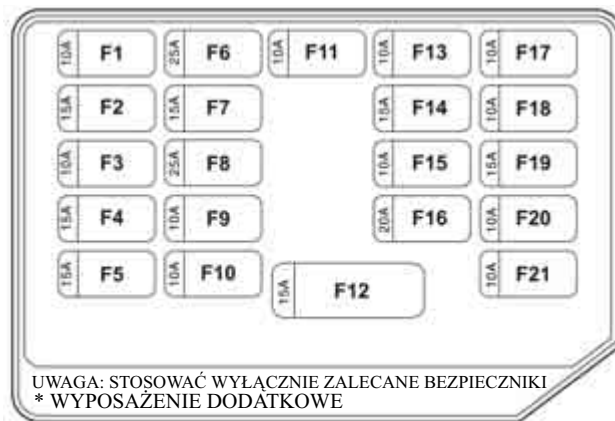 10A F1 25A F6 10A F11 10A F13 10A F17
15A F2 15A F7 15A F14 10A F18
10A F3 25A F8 10A F15 15A F19
15A F4 10A F9 20A F16 10A F20
15A F5 10A F10 15A F12 10A F21
UWAGA: STOSOWAĆ WYŁĄCZNIE ZALECANE BEZPIECZNIKI
* WYPOSAŻENIE DODATKOWE